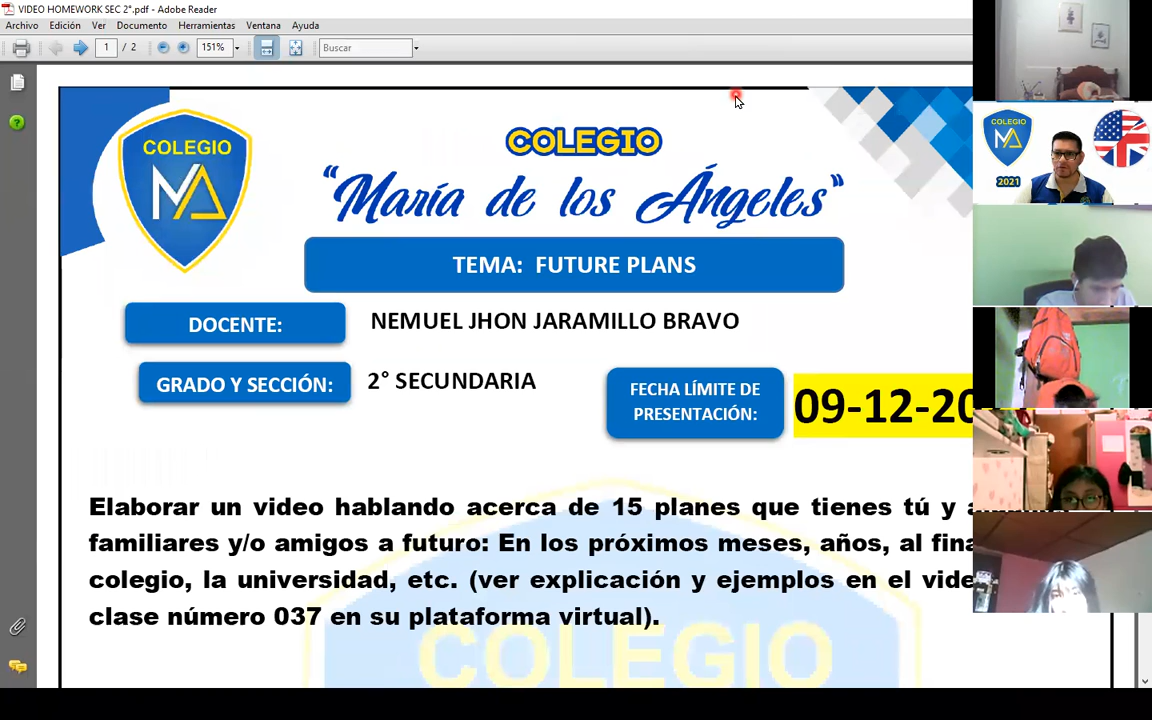 VIDEO HOMEWORK SEC 2°.pdf - Adobe Reader
Archivo Edición Ver Documento Herramientas Ventana Ayuda
1 / 2 151% Buscar
COLEGIO
MA
COLEGIO
"María de los Ángeles"
TEMA: FUTURE PLANS
DOCENTE: NEMUEL JHON JARAMILLO BRAVO
GRADO Y SECCIÓN: 2° SECUNDARIA
FECHA LÍMITE DE
PRESENTACIÓN:
09-12-20
Elaborar un video hablando acerca de 15 planes que tienes tú y
familiares y/o amigos a futuro: En los próximos meses, años, al
colegio, la universidad, etc. (ver explicación y ejemplos en el
clase número 037 en su plataforma virtual).
COLEGIO
COLEGIO
MA
2021